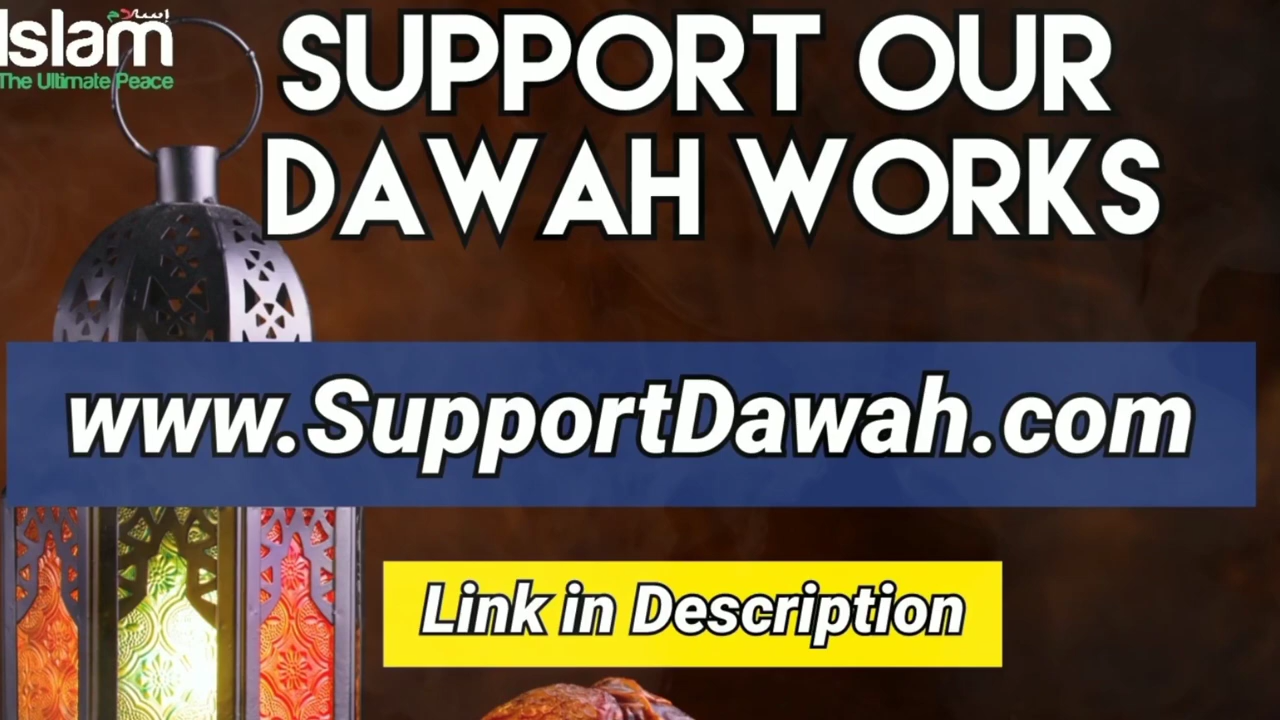 إسلام
Islam
The Ultimate Peace
SUPPORT OUR
DAWAH WORKS
www.SupportDawah.com
Link in Description